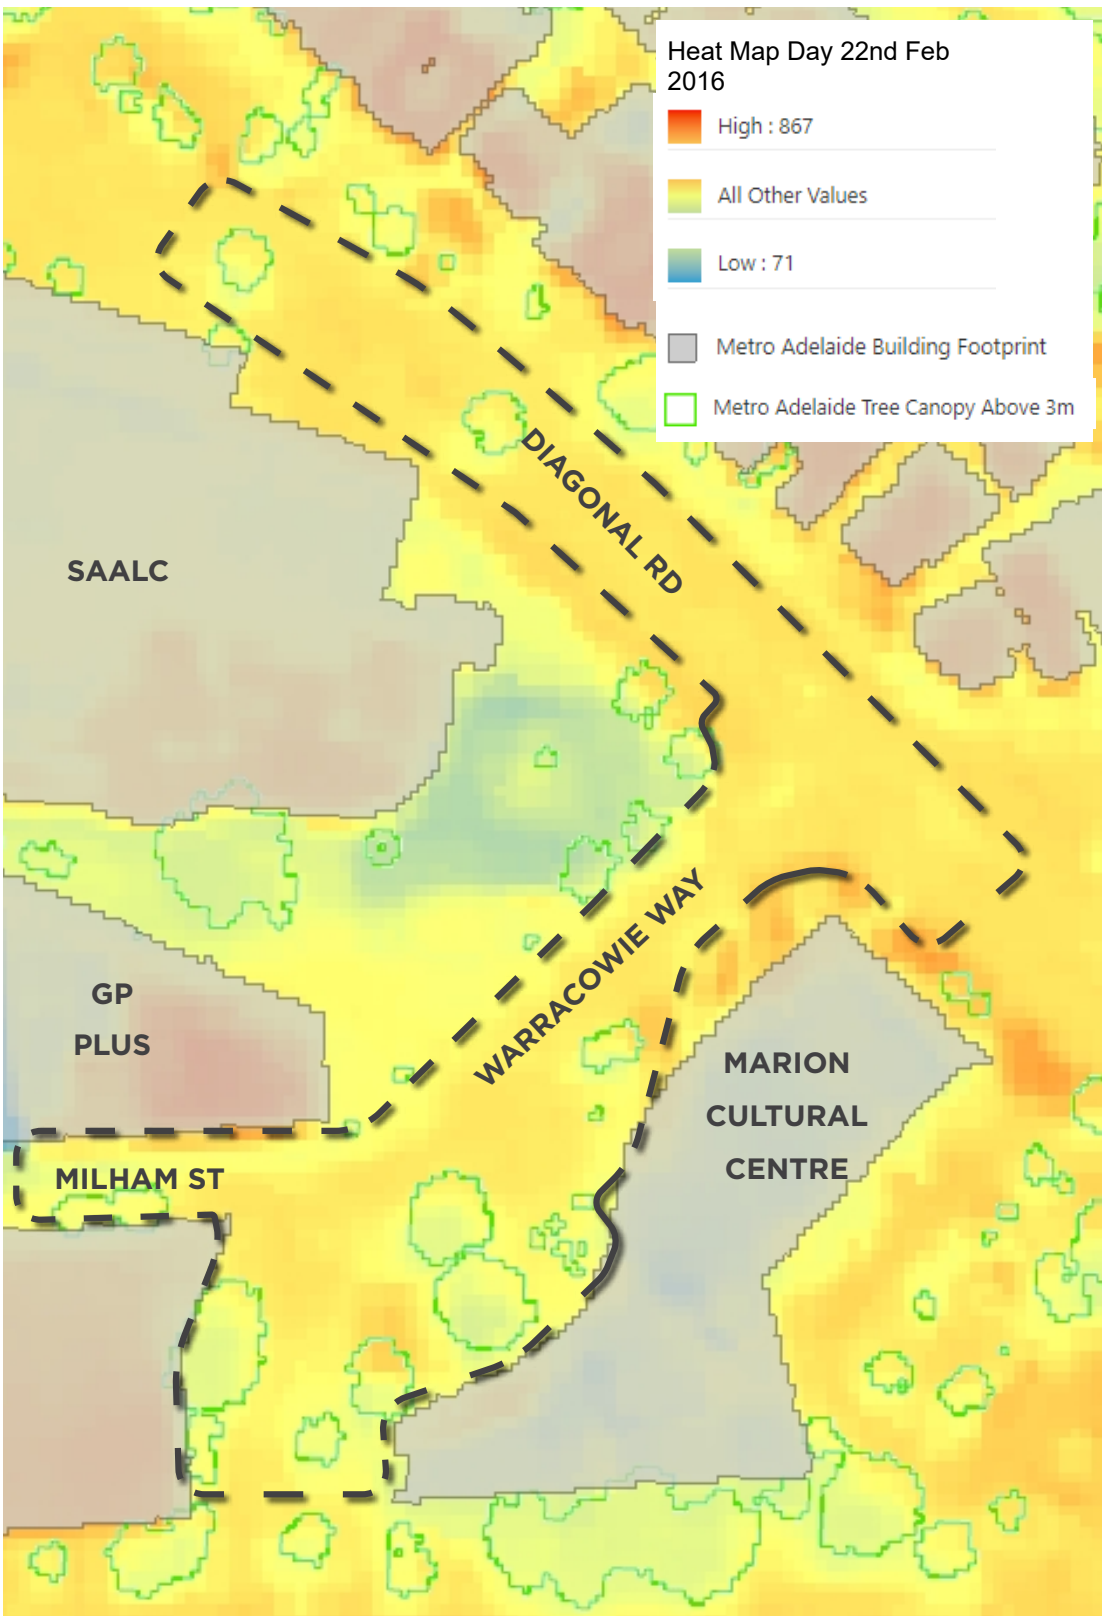 Heat Map Day 22nd Feb
2016
High : 867
All Other Values
Low : 71
Metro Adelaide Building Footprint
Metro Adelaide Tree Canopy Above 3m
DIAGONAL RD
SAALC
WARRACOWIE WAY
GP
PLUS
MARION
CULTURAL
CENTRE
MILHAM ST